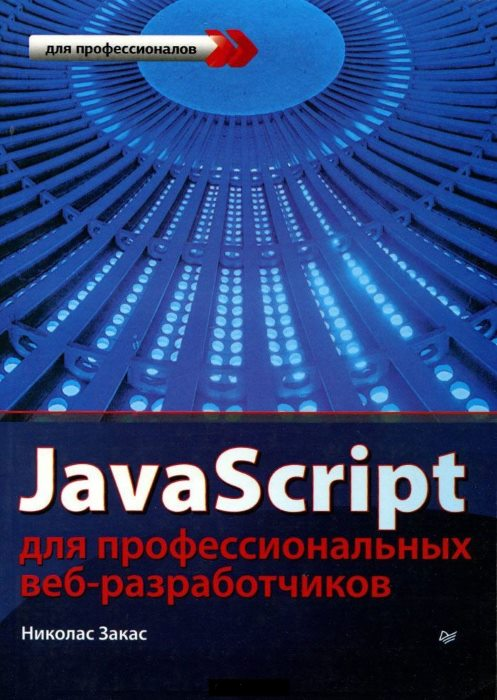 для профессионалов
JavaScript
для профессиональных
веб-разработчиков
Николас Закас